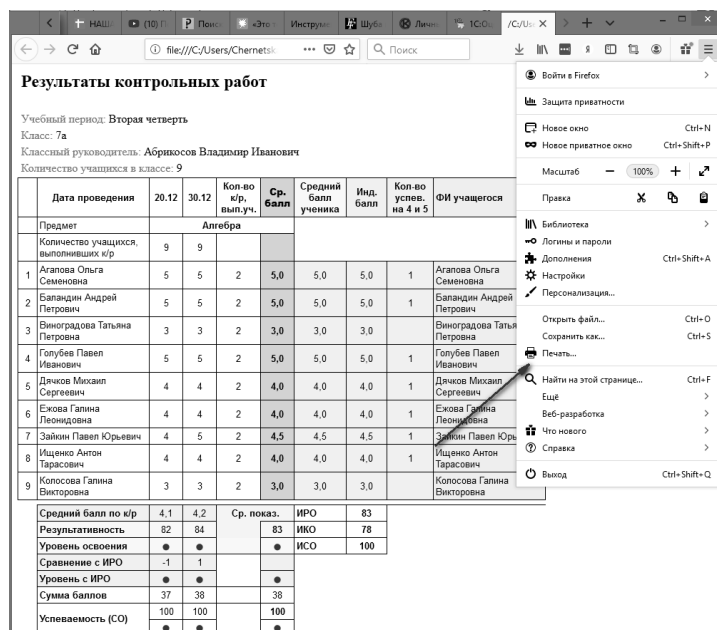 НАШ
(10) П
Поис
«Это т
Инструме
Шуба
Личн
1С:О
/C:/Use
file:///C:/Users/Chernetsk
Поиск
Результаты контрольных работ
Учебный период: Вторая четверть
Класс: 7а
Классный руководитель: Абрикосов Владимир Иванович
Количество учащихся в классе: 9
Дата проведения 20.12 30.12 Кол-во к/р, вып.уч. Ср. балл Средний балл ученика Инд. балл Кол-во успев. на 4 и 5 ФИ учащегося
Предмет Алгебра
Количество учащихся, выполнивших к/р 9 9
1 Агапова Ольга Семеновна 5 5 2 5,0 5,0 5,0 1 Агапова Ольга Семеновна
2 Баландин Андрей Петрович 5 5 2 5,0 5,0 5,0 1 Баландин Андрей Петрович
3 Виноградова Татьяна Петровна 3 3 2 3,0 3,0 3,0 Виноградова Татья Петровна
4 Голубев Павел Иванович 5 5 2 5,0 5,0 5,0 1 Голубев Павел Иванович
5 Дячков Михаил Сергеевич 4 4 2 4,0 4,0 4,0 1 Дячков Михаил Сергеевич
6 Ежова Галина Леонидовна 4 4 2 4,0 4,0 4,0 1 Ежова Галина Леонидовна
7 Зайкин Павел Юрьевич 4 5 2 4,5 4,5 4,5 1 Зайкин Павел Юрь
8 Ищенко Антон Тарасович 4 4 2 4,0 4,0 4,0 1 Ищенко Антон Тарасович
9 Колосова Галина Викторовна 3 3 2 3,0 3,0 3,0 Колосова Галина Викторовна
Средний балл по к/р 4,1 4,2 Ср. показ. ИРО 83
Результативность 82 84 83 ИКО 78
Уровень освоения ИСО 100
Сравнение с ИРО -1 1
Уровень с ИРО
Сумма баллов 37 38 38
Успеваемость (СО) 100 100 100
Войти в Firefox
Защита приватности
Новое окно Ctrl+N
Новое приватное окно Ctrl+Shift+P
Масштаб 100%
Правка
Библиотека
Логины и пароли
Дополнения Ctrl+Shift+A
Настройки
Персонализация...
Открыть файл... Ctrl+O
Сохранить как... Ctrl+S
Печать...
Найти на этой странице... Ctrl+F
Ещё
Веб-разработка
Что нового
Справка
Выход Ctrl+Shift+Q